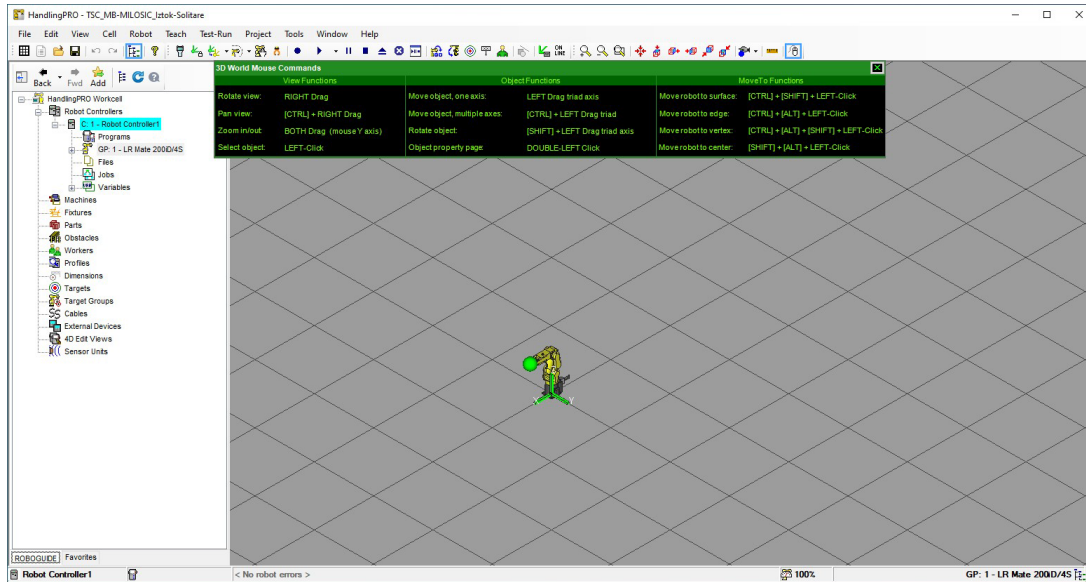 HandlingPRO - TSC_MB-MILOSIC_Iztok-Solitare
File Edit View Cell Robot Teach Test-Run Project Tools Window Help
ON LINE
Back Fwd Add
3D World Mouse Commands
View Functions Object Functions MoveTo Functions
Rotate view: RIGHT Drag Move object, one axis: LEFT Drag triad axis Move robot to surface: [CTRL] + [SHIFT] + LEFT-Click
Pan view: [CTRL] + RIGHT Drag Move object, multiple axes: [CTRL] + LEFT Drag triad Move robot to edge: [CTRL] + [ALT] + LEFT-Click
Zoom in/out: BOTH Drag (mouse Y axis) Rotate object: [SHIFT] + LEFT Drag triad axis Move robot to vertex: [CTRL] + [ALT] + [SHIFT] + LEFT-Click
Select object: LEFT-Click Object property page: DOUBLE-LEFT Click Move robot to center: [SHIFT] + [ALT] + LEFT-Click
HandlingPRO Workcell
Robot Controllers
C: 1 - Robot Controller1
Programs
GP: 1 - LR Mate 200iD/4S
Files
Jobs
Variables
Machines
Fixtures
Parts
Obstacles
Workers
Profiles
Dimensions
Targets
Target Groups
Cables
External Devices
4D Edit Views
Sensor Units
ROBOGUIDE Favorites
Robot Controller1 < No robot errors > 100% GP: 1 - LR Mate 200iD/4S